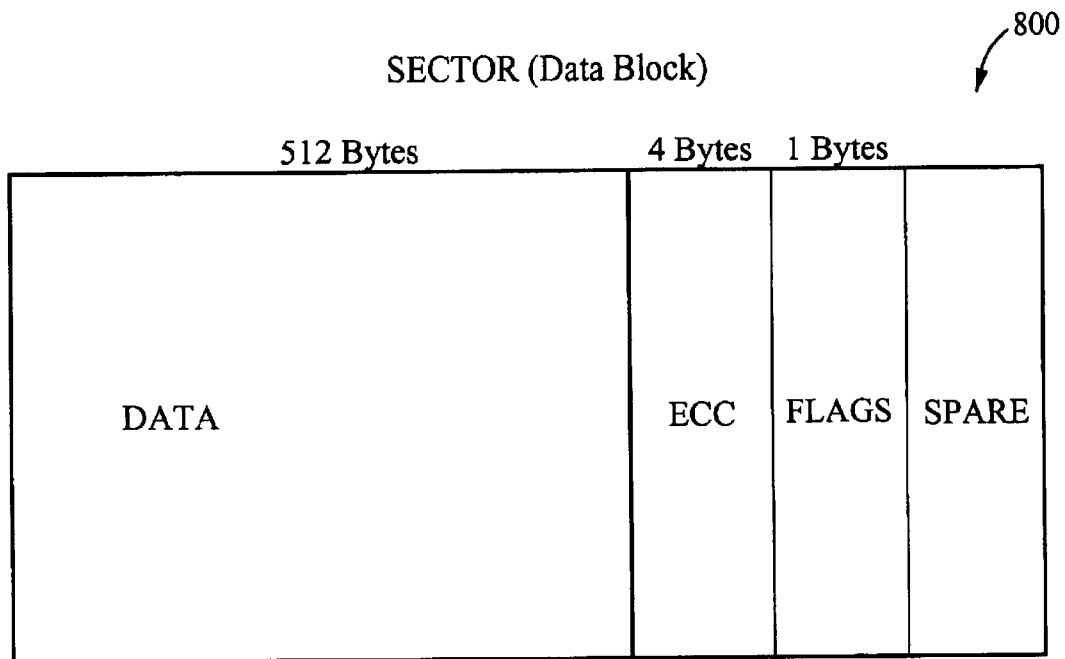 800
SECTOR (Data Block)
512 Bytes 4 Bytes 1 Bytes
DATA ECC FLAGS SPARE